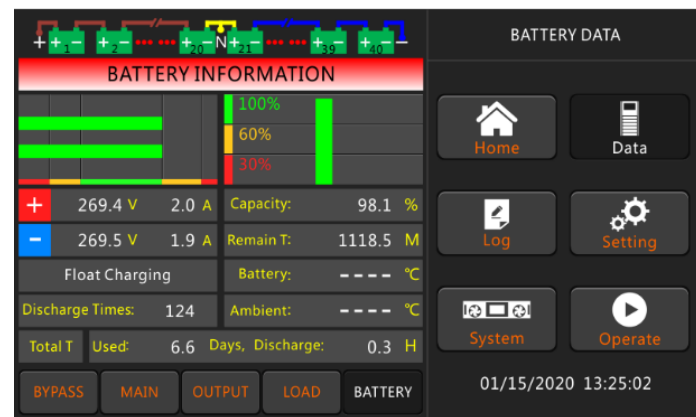 + + 1 - + 2 - + 20 - N + 21 - + 39 - + 40 - -
BATTERY DATA
BATTERY INFORMATION
100%
60%
30%
Home
Data
+ 269.4 V 2.0 A Capacity: 98.1 %
- 269.5 V 1.9 A Remain T: 1118.5 M
Log
Setting
Float Charging Battery: ---- ℃
Discharge Times: 124 Ambient: ---- ℃
Total T Used: 6.6 Days, Discharge: 0.3 H
System
Operate
BYPASS MAIN OUTPUT LOAD BATTERY
01/15/2020 13:25:02